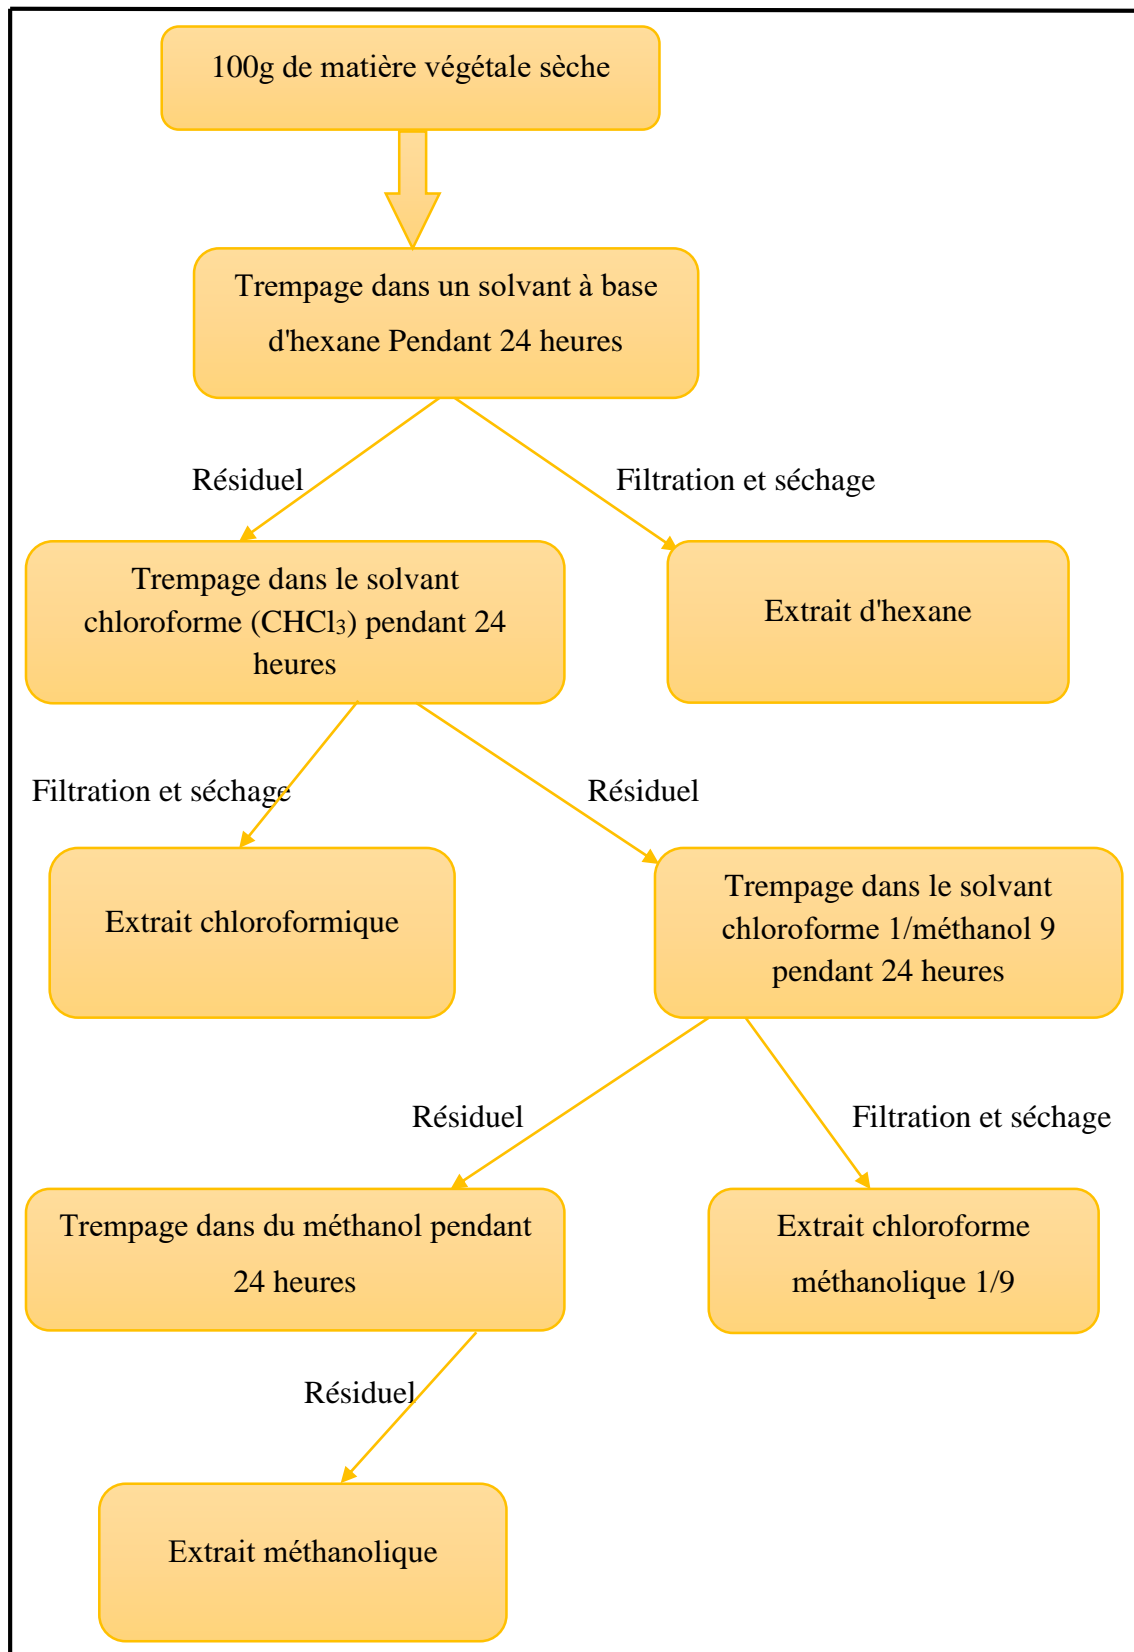 100g de matière végétale sèche
Trempage dans un solvant à base
d'hexane Pendant 24 heures
Résiduel
Filtration et séchage
Trempage dans le solvant
chloroforme (CHCl₃) pendant 24
heures
Extrait d'hexane
Filtration et séchage
Résiduel
Extrait chloroformique
Trempage dans le solvant
chloroforme 1/méthanol 9
pendant 24 heures
Résiduel
Filtration et séchage
Trempage dans du méthanol pendant
24 heures
Extrait chloroforme
méthanolique 1/9
Résiduel
Extrait méthanolique